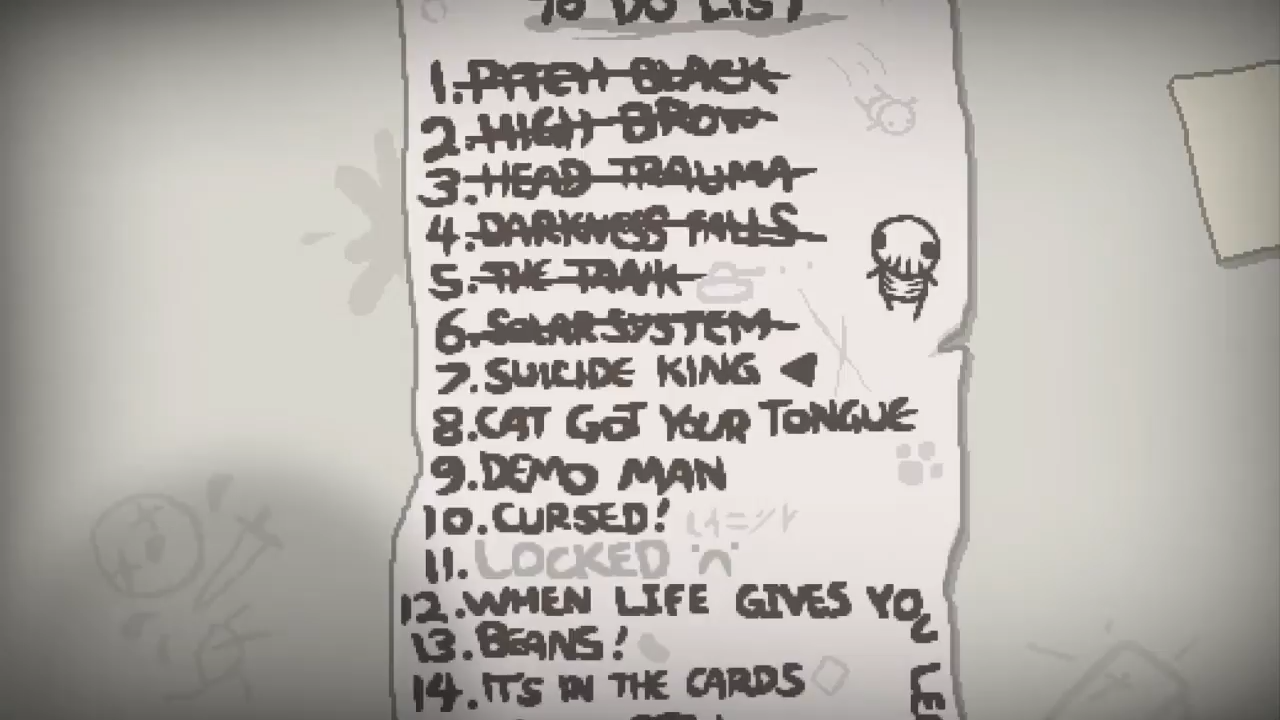 TO DO LIST
1. PITCH BLACK
2. HIGH BROW
3. HEAD TRAUMA
4. DARKNESS FALLS
5. THE TANK
6. SOLAR SYSTEM
7. SUICIDE KING
8. CAT GOT YOUR TONGUE
9. DEMO MAN
10. CURSED!
11. LOCKED
12. WHEN LIFE GIVES YOU LE
13. BEANS!
14. IT'S IN THE CARDS